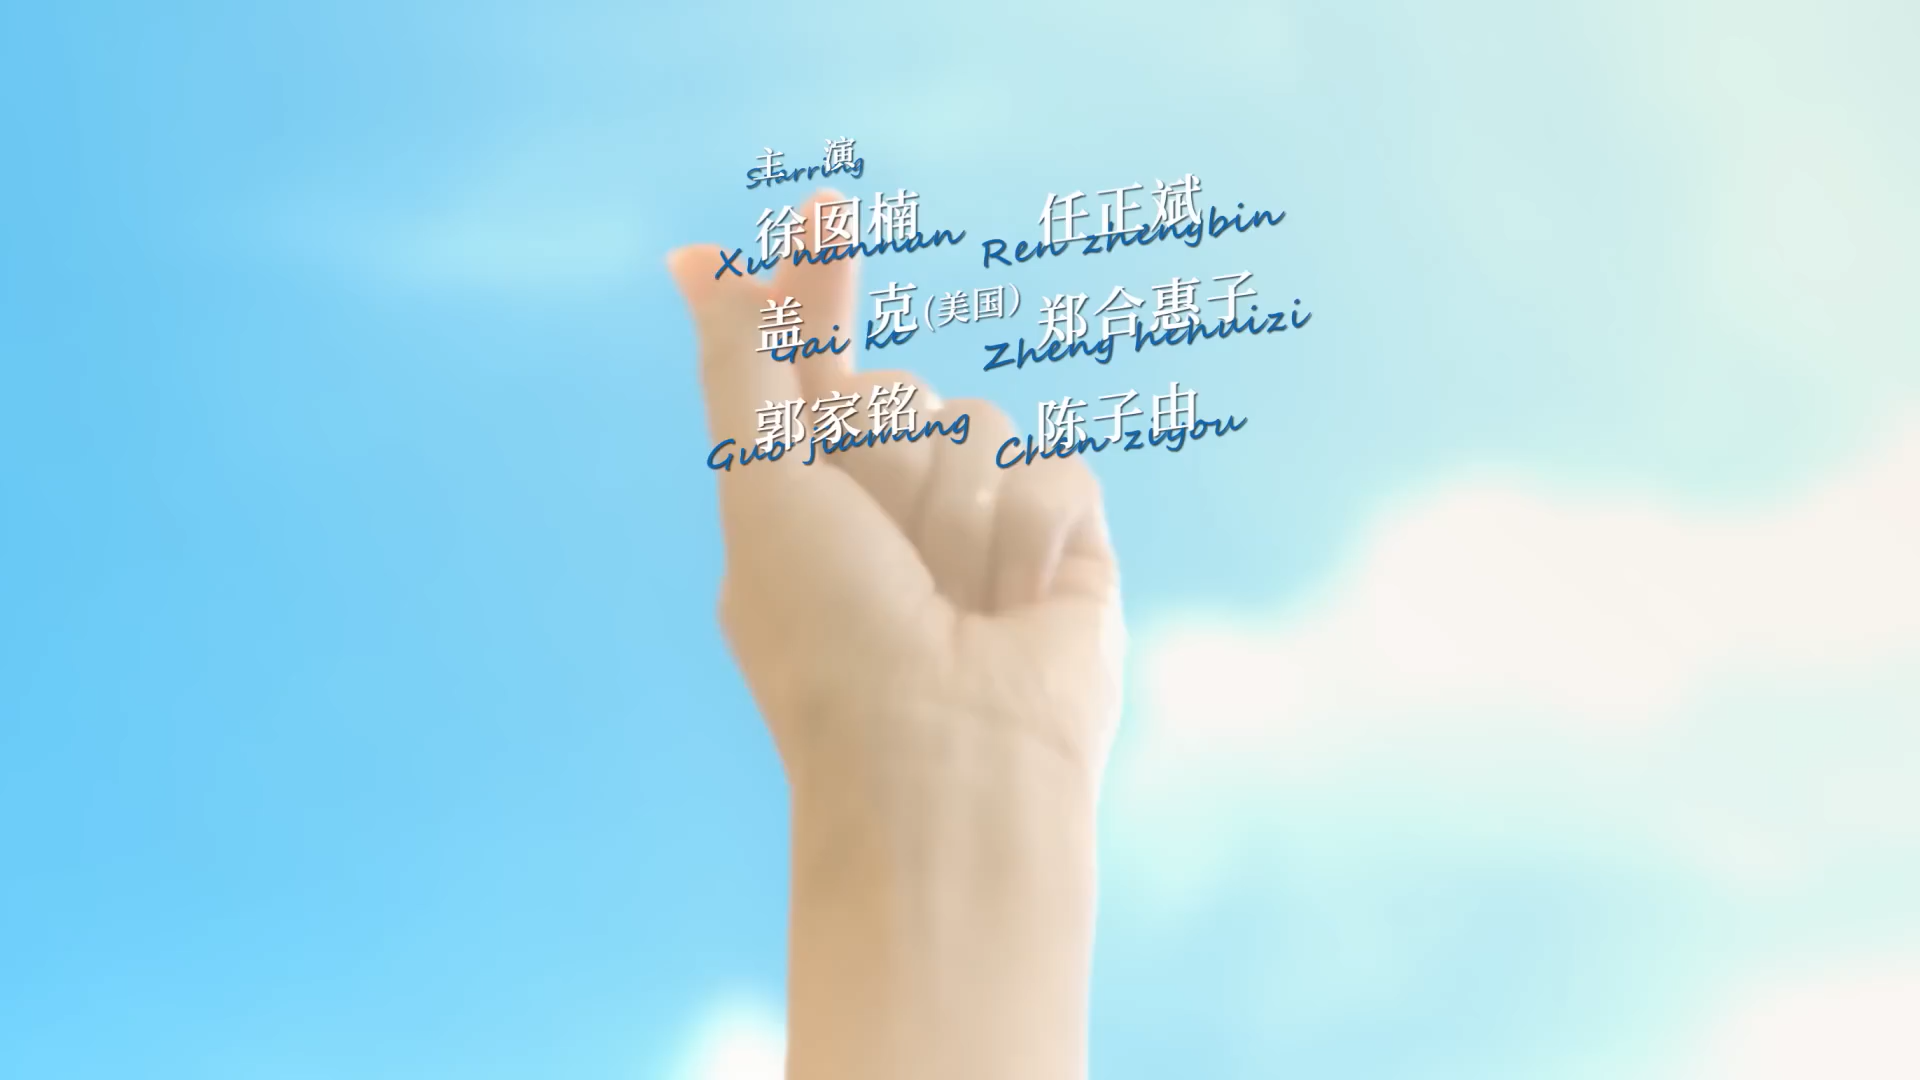 主 演
Starring
徐囡楠 任正斌
Xu nannan Ren zhengbin
盖 克(美国) 郑合惠子
Gai ke Zheng hehuizi
郭家铭 陈子由
Guo jiaming Chen ziyou